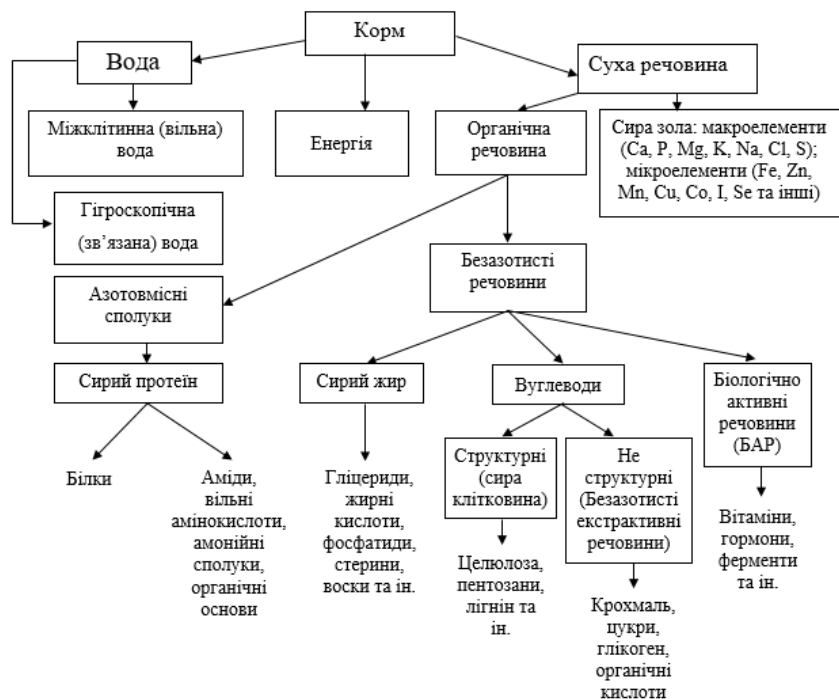 Корм
Вода
Суха речовина
Міжклітинна (вільна)
вода
Енергія
Органічна
речовина
Сира зола: макроелементи
(Ca, P, Mg, K, Na, Cl, S);
мікроелементи (Fe, Zn,
Mn, Cu, Co, I, Se та інші)
Гігроскопічна
(зв’язана) вода
Азотовмісні
сполуки
Безазотисті
речовини
Сирий протеїн
Сирий жир
Вуглеводи
Біологічно
активні
речовини
(БАР)
Білки
Аміди,
вільні
амінокислоти,
амонійні
сполуки,
органічні
основи
Гліцериди,
жирні
кислоти,
фосфатиди,
стерини,
воски та ін.
Структурні
(сира
клітковина)
Не
структурні
(Безазотисті
екстрактивні
речовини)
Целюлоза,
пентозани,
лігнін та
ін.
Крохмаль,
цукри,
глікоген,
органічні
кислоти
Вітаміни,
гормони,
ферменти
та ін.